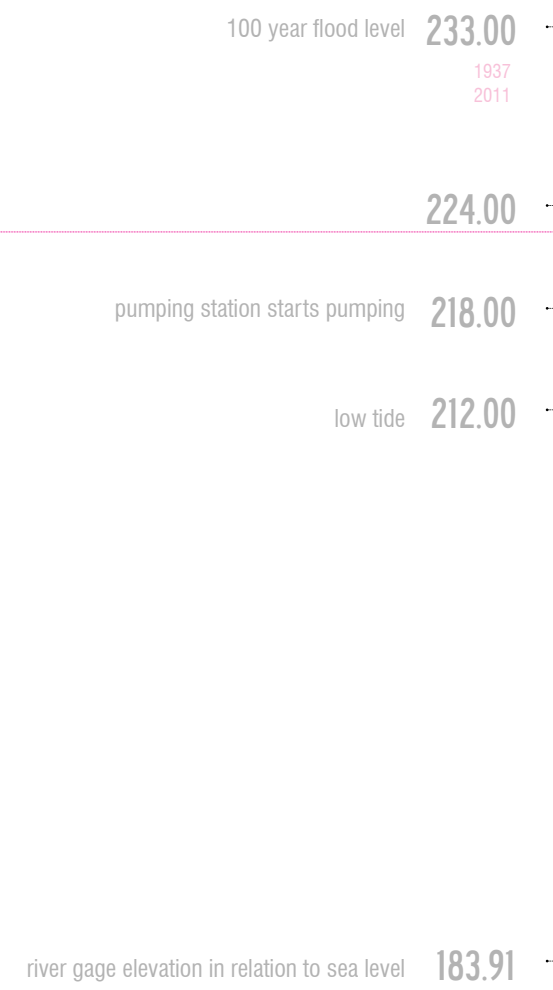 100 year flood level 233.00
1937
2011
224.00
pumping station starts pumping 218.00
low tide 212.00
river gage elevation in relation to sea level 183.91